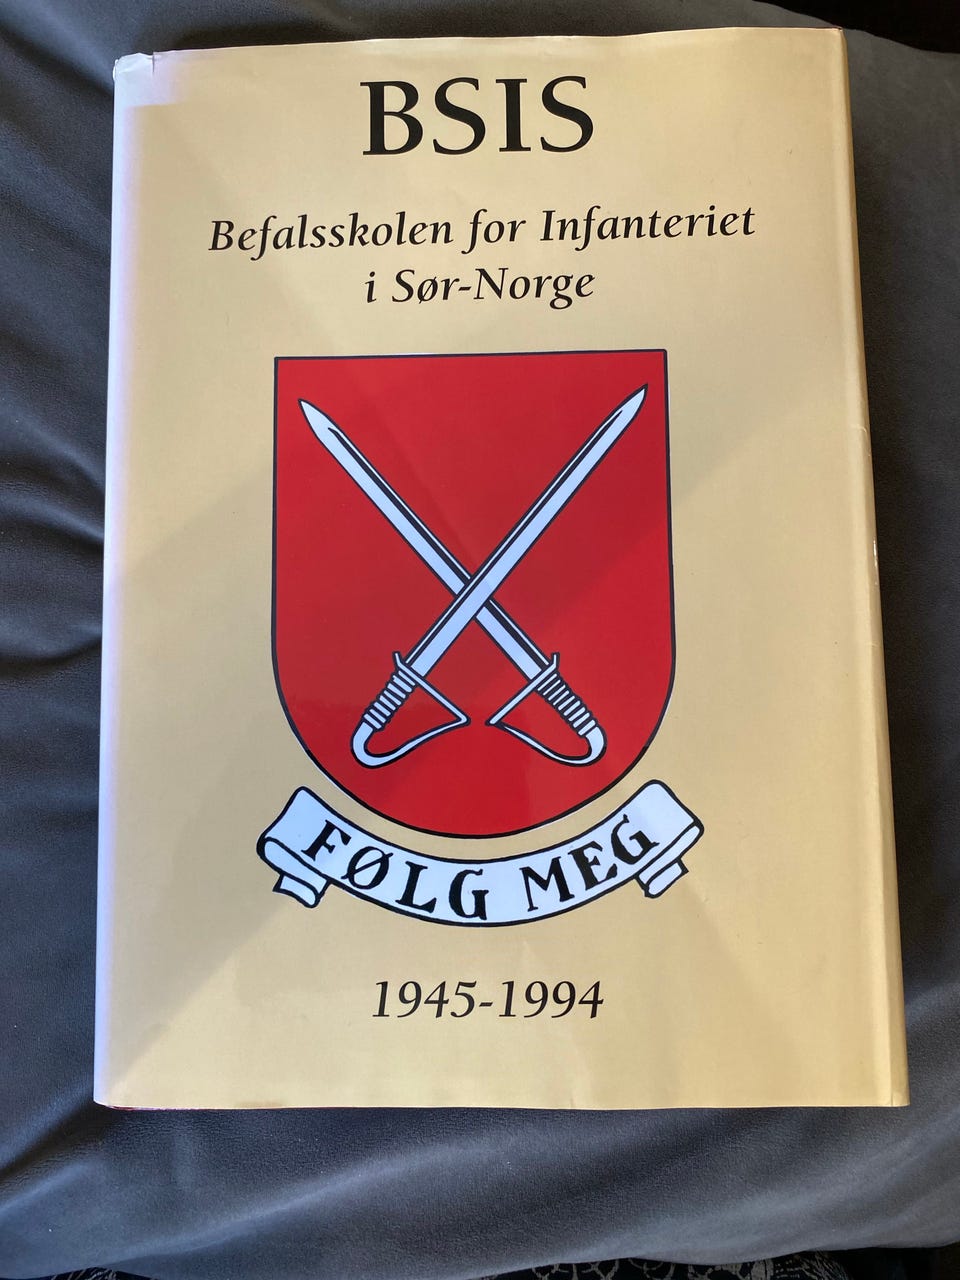 BSIS
Befalsskolen for Infanteriet
i Sør-Norge
FØLG MEG
1945-1994